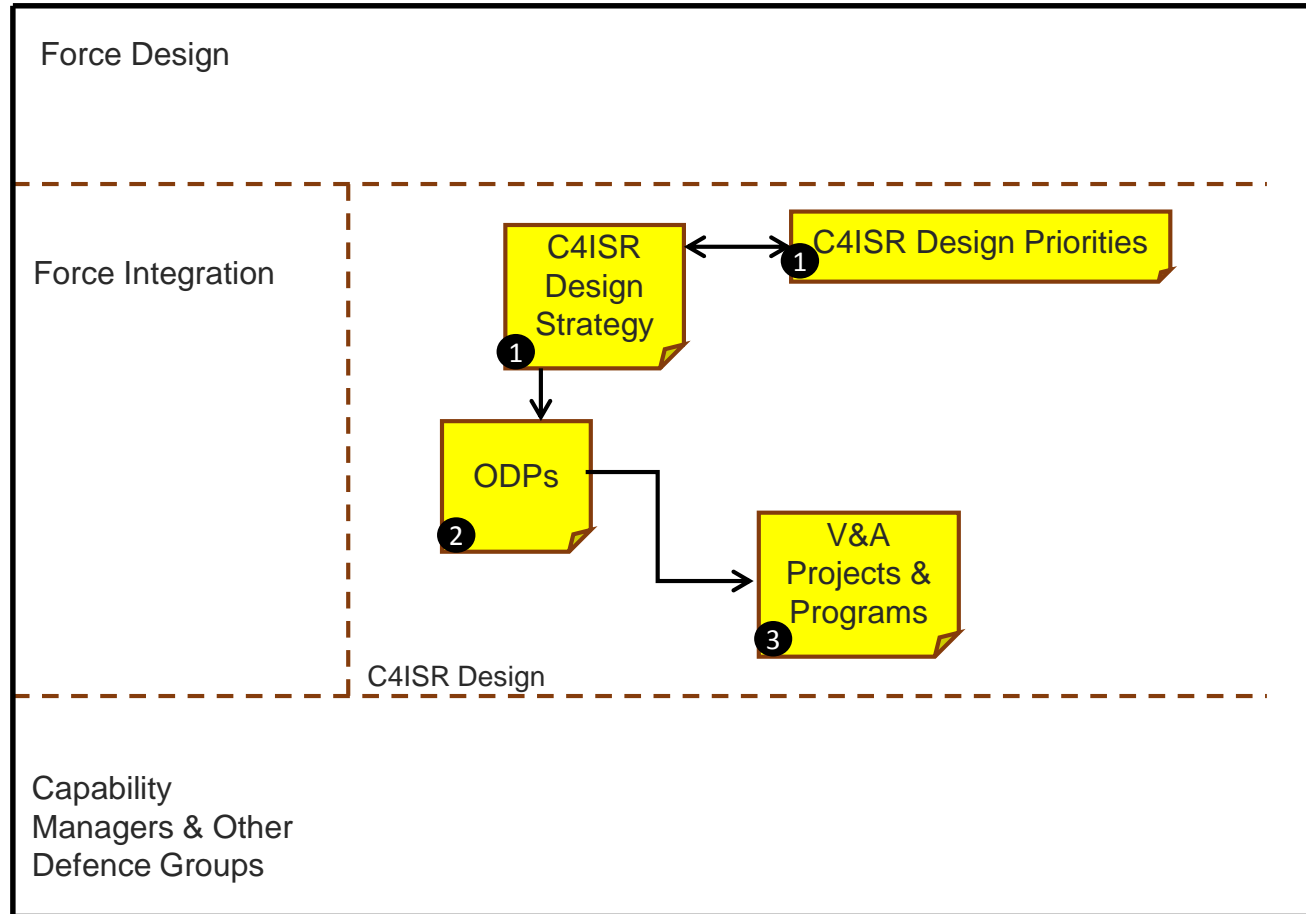 Force Design
Force Integration
C4ISR
Design
Strategy
1
C4ISR Design Priorities
1
ODPs
2
V&A
Projects &
Programs
3
C4ISR Design
Capability
Managers & Other
Defence Groups